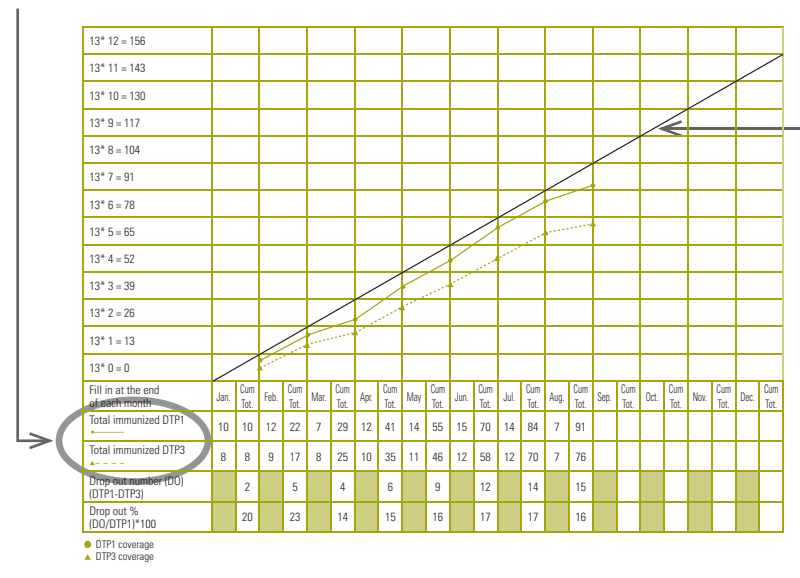 13* 12 = 156
13* 11 = 143
13* 10 = 130
13* 9 = 117
13* 8 = 104
13* 7 = 91
13* 6 = 78
13* 5 = 65
13* 4 = 52
13* 3 = 39
13* 2 = 26
13* 1 = 13
13* 0 = 0
Fill in at the end of each month Jan. Cum Tot. Feb. Cum Tot. Mar. Cum Tot. Apr. Cum Tot. May Cum Tot. Jun. Cum Tot. Jul. Cum Tot. Aug. Cum Tot. Sep. Cum Tot. Oct. Cum Tot. Nov. Cum Tot. Dec. Cum Tot.
Total immunized DTP1 10 10 12 22 7 29 12 41 14 55 15 70 14 84 7 91
Total immunized DTP3 8 8 9 17 8 25 10 35 11 46 12 58 12 70 7 76
Drop out number (DO) (DTP1-DTP3) 2 5 4 6 9 12 14 15
Drop out % (DO/DTP1)*100 20 23 14 15 16 17 17 16
DTP1 coverage
DTP3 coverage